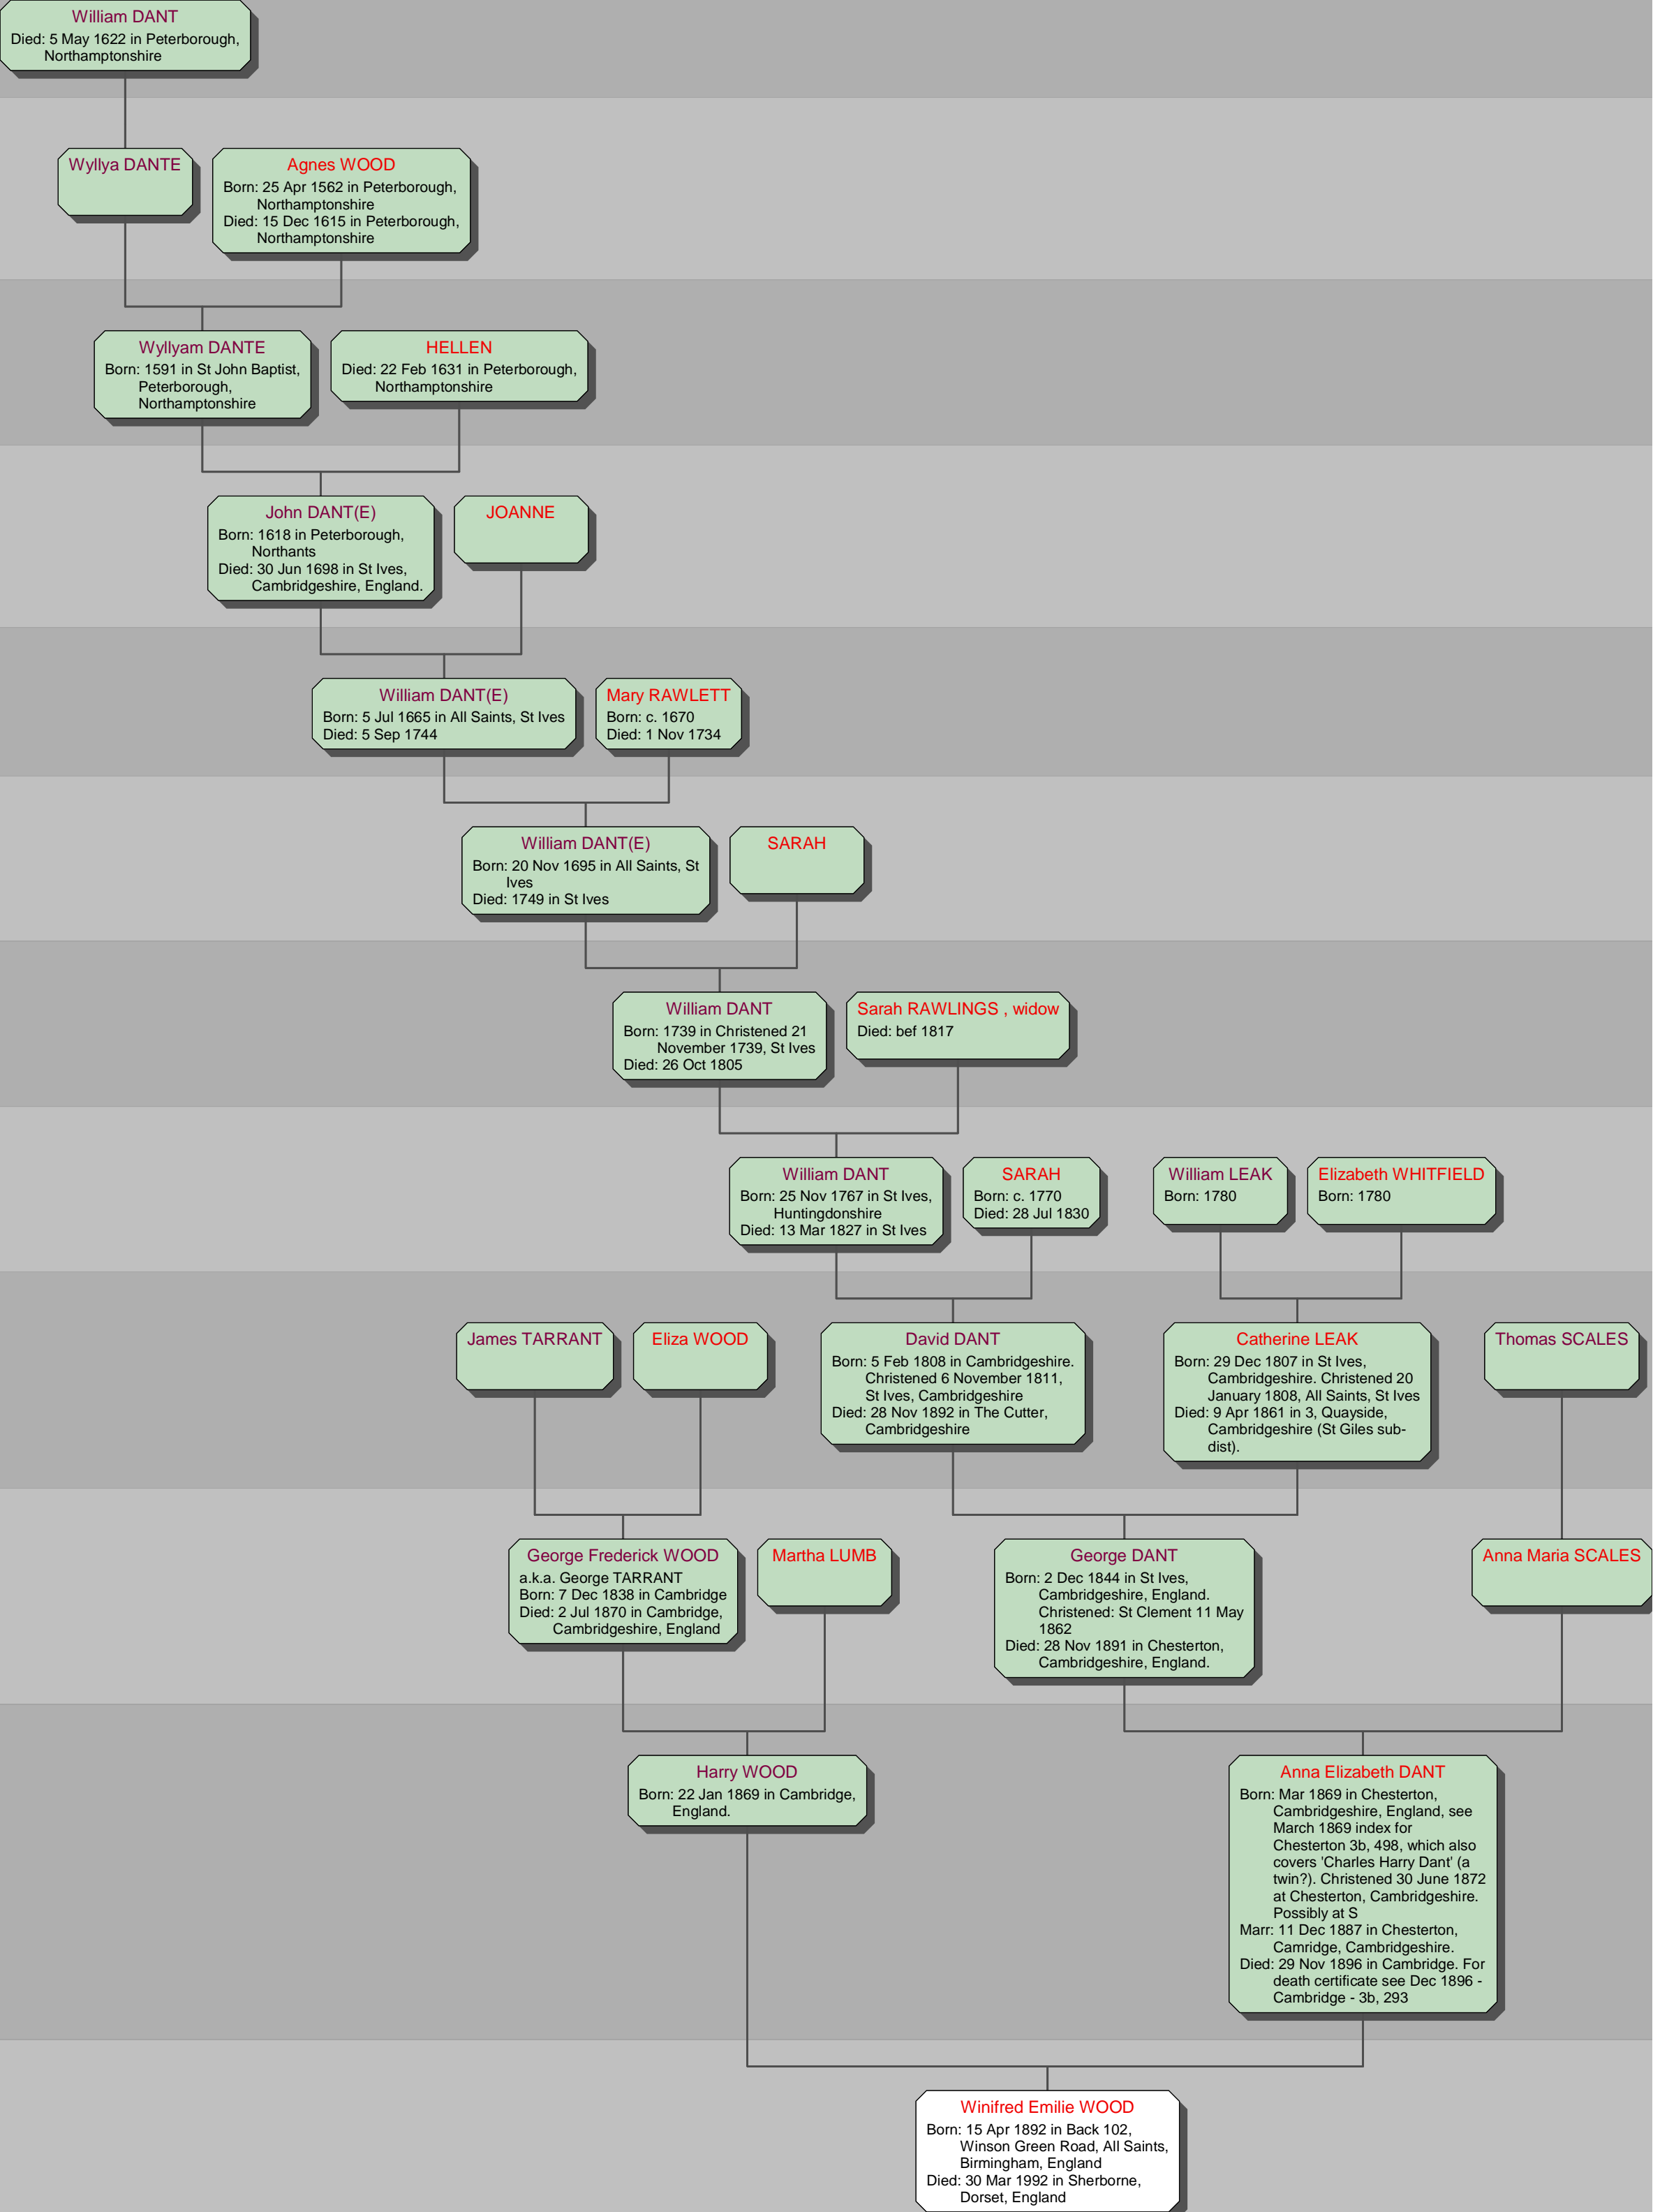 William DANT
Died: 5 May 1622 in Peterborough,
Northamptonshire
Wyllya DANTE
Agnes WOOD
Born: 25 Apr 1562 in Peterborough,
Northamptonshire
Died: 15 Dec 1615 in Peterborough,
Northamptonshire
Wyllyam DANTE
Born: 1591 in St John Baptist,
Peterborough,
Northamptonshire
HELLEN
Died: 22 Feb 1631 in Peterborough,
Northamptonshire
John DANT(E)
Born: 1618 in Peterborough,
Northants
Died: 30 Jun 1698 in St Ives,
Cambridgeshire, England.
JOANNE
William DANT(E)
Born: 5 Jul 1665 in All Saints, St Ives
Died: 5 Sep 1744
Mary RAWLETT
Born: c. 1670
Died: 1 Nov 1734
William DANT(E)
Born: 20 Nov 1695 in All Saints, St
Ives
Died: 1749 in St Ives
SARAH
William DANT
Born: 1739 in Christened 21
November 1739, St Ives
Died: 26 Oct 1805
Sarah RAWLINGS , widow
Died: bef 1817
William DANT
Born: 25 Nov 1767 in St Ives,
Huntingdonshire
Died: 13 Mar 1827 in St Ives
SARAH
Born: c. 1770
Died: 28 Jul 1830
William LEAK
Born: 1780
Elizabeth WHITFIELD
Born: 1780
James TARRANT
Eliza WOOD
David DANT
Born: 5 Feb 1808 in Cambridgeshire.
Christened 6 November 1811,
St Ives, Cambridgeshire
Died: 28 Nov 1892 in The Cutter,
Cambridgeshire
Catherine LEAK
Born: 29 Dec 1807 in St Ives,
Cambridgeshire. Christened 20
January 1808, All Saints, St Ives
Died: 9 Apr 1861 in 3, Quayside,
Cambridgeshire (St Giles sub-
dist).
Thomas SCALES
George Frederick WOOD
a.k.a. George TARRANT
Born: 7 Dec 1838 in Cambridge
Died: 2 Jul 1870 in Cambridge,
Cambridgeshire, England
Martha LUMB
George DANT
Born: 2 Dec 1844 in St Ives,
Cambridgeshire, England.
Christened: St Clement 11 May
1862
Died: 28 Nov 1891 in Chesterton,
Cambridgeshire, England.
Anna Maria SCALES
Harry WOOD
Born: 22 Jan 1869 in Cambridge,
England.
Anna Elizabeth DANT
Born: Mar 1869 in Chesterton,
Cambridgeshire, England, see
March 1869 index for
Chesterton 3b, 498, which also
covers 'Charles Harry Dant' (a
twin?). Christened 30 June 1872
at Chesterton, Cambridgeshire.
Possibly at S
Marr: 11 Dec 1887 in Chesterton,
Camridge, Cambridgeshire.
Died: 29 Nov 1896 in Cambridge. For
death certificate see Dec 1896 -
Cambridge - 3b, 293
Winifred Emilie WOOD
Born: 15 Apr 1892 in Back 102,
Winson Green Road, All Saints,
Birmingham, England
Died: 30 Mar 1992 in Sherborne,
Dorset, England